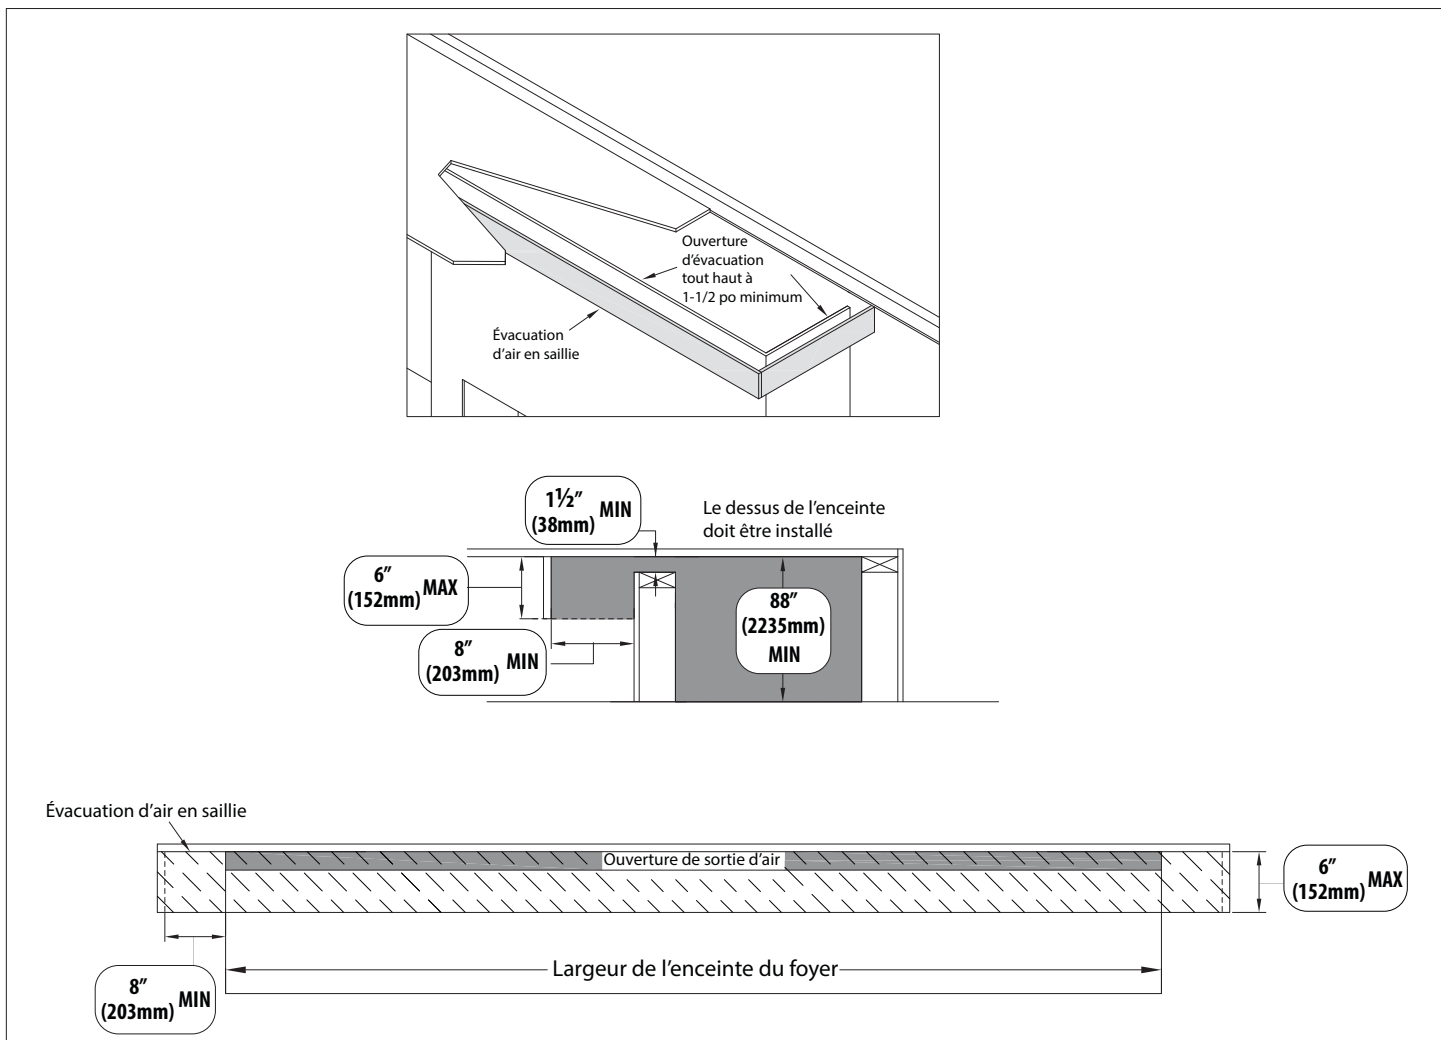 Ouverture
d'évacuation
tout haut à
1-1/2 po minimum
Évacuation
d'air en saillie
1½" MIN
(38mm)
Le dessus de l'enceinte
doit être installé
6" MAX
(152mm)
88"
(2235mm)
MIN
8" MIN
(203mm)
Évacuation d'air en saillie
Ouverture de sortie d'air
6" MAX
(152mm)
Largeur de l'enceinte du foyer
8" MIN
(203mm)